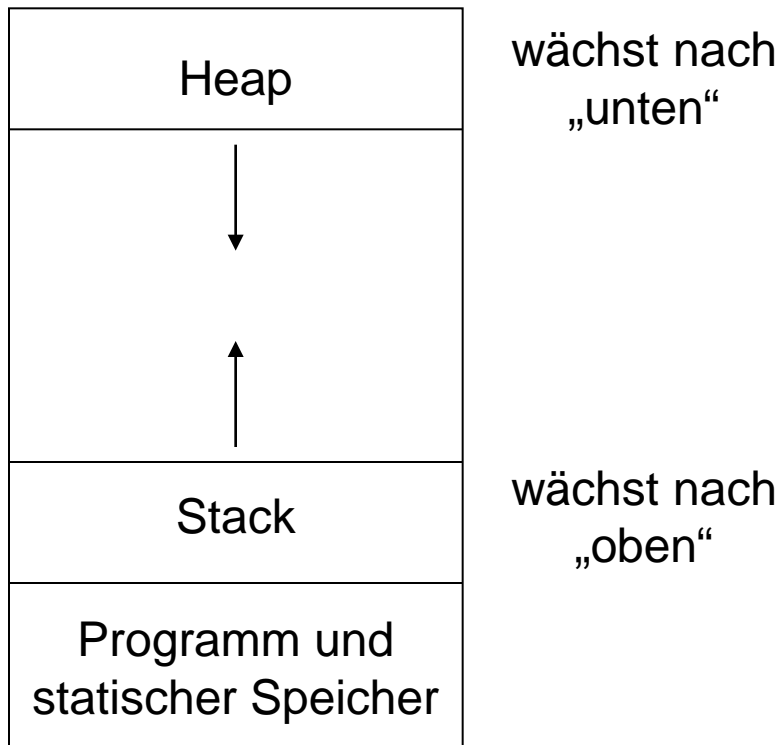 Heap
wächst nach
„unten“
Stack
wächst nach
„oben“
Programm und
statischer Speicher